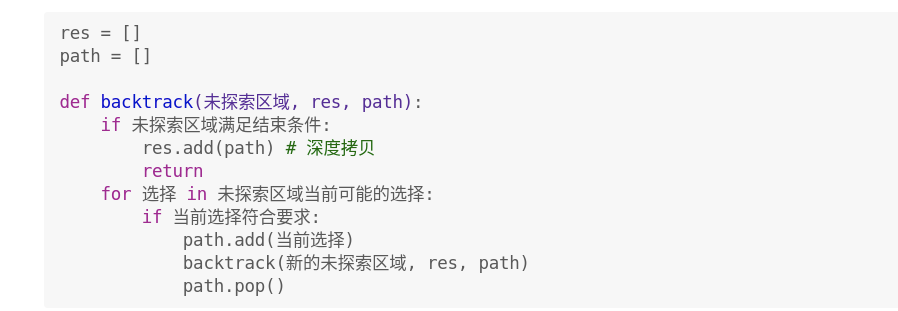 res = []
path = []

def backtrack(未探索区域, res, path):
    if 未探索区域满足结束条件:
        res.add(path) # 深度拷贝
        return
    for 选择 in 未探索区域当前可能的选择:
        if 当前选择符合要求:
            path.add(当前选择)
            backtrack(新的未探索区域, res, path)
            path.pop()